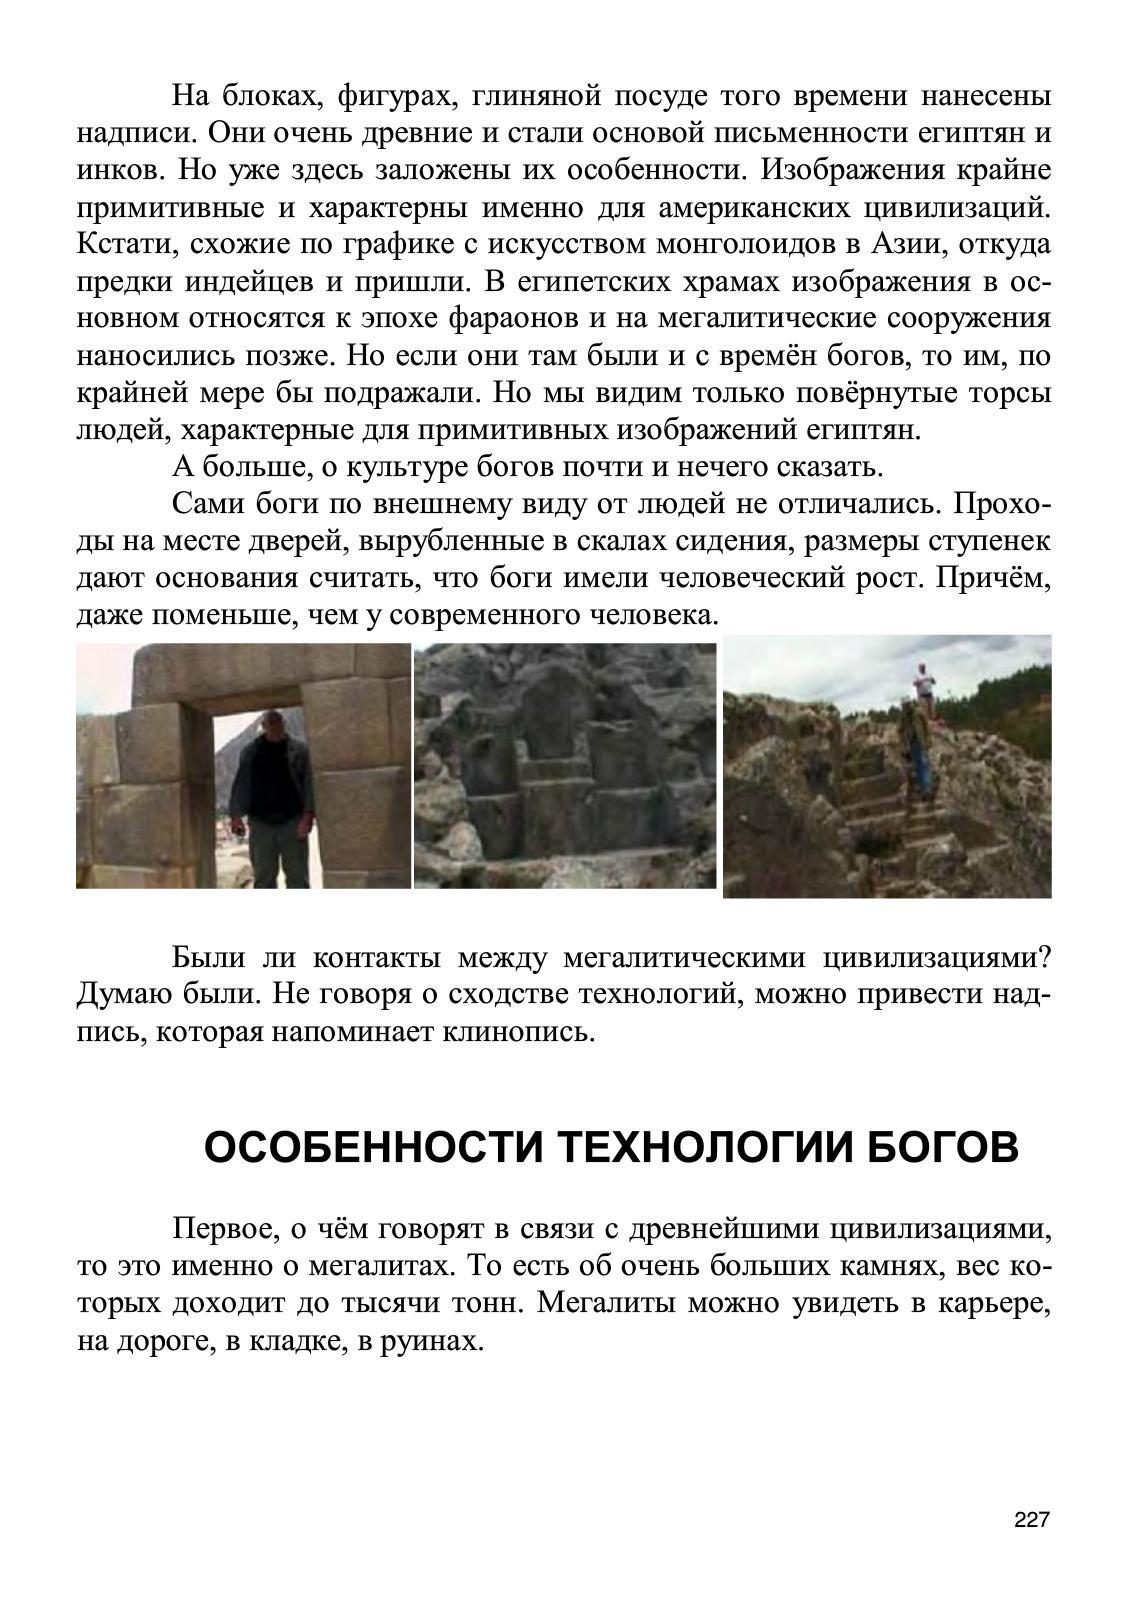 На блоках, фигурах, глиняной посуде того времени нанесены
надписи. Они очень древние и стали основой письменности египтян и
инков. Но уже здесь заложены их особенности. Изображения крайне
примитивные и характерны именно для американских цивилизаций.
Кстати, схожие по графике с искусством монголоидов в Азии, откуда
предки индейцев и пришли. В египетских храмах изображения в ос-
новном относятся к эпохе фараонов и на мегалитические сооружения
наносились позже. Но если они там были и с времён богов, то им, по
крайней мере бы подражали. Но мы видим только повёрнутые торсы
людей, характерные для примитивных изображений египтян.
А больше, о культуре богов почти и нечего сказать.
Сами боги по внешнему виду от людей не отличались. Прохо-
ды на месте дверей, вырубленные в скалах сидения, размеры ступенек
дают основания считать, что боги имели человеческий рост. Причём,
даже поменьше, чем у современного человека.
Были ли контакты между мегалитическими цивилизациями?
Думаю были. Не говоря о сходстве технологий, можно привести над-
пись, которая напоминает клинопись.
ОСОБЕННОСТИ ТЕХНОЛОГИИ БОГОВ
Первое, о чём говорят в связи с древнейшими цивилизациями,
то это именно о мегалитах. То есть об очень больших камнях, вес ко-
торых доходит до тысячи тонн. Мегалиты можно увидеть в карьере,
на дороге, в кладке, в руинах.
227